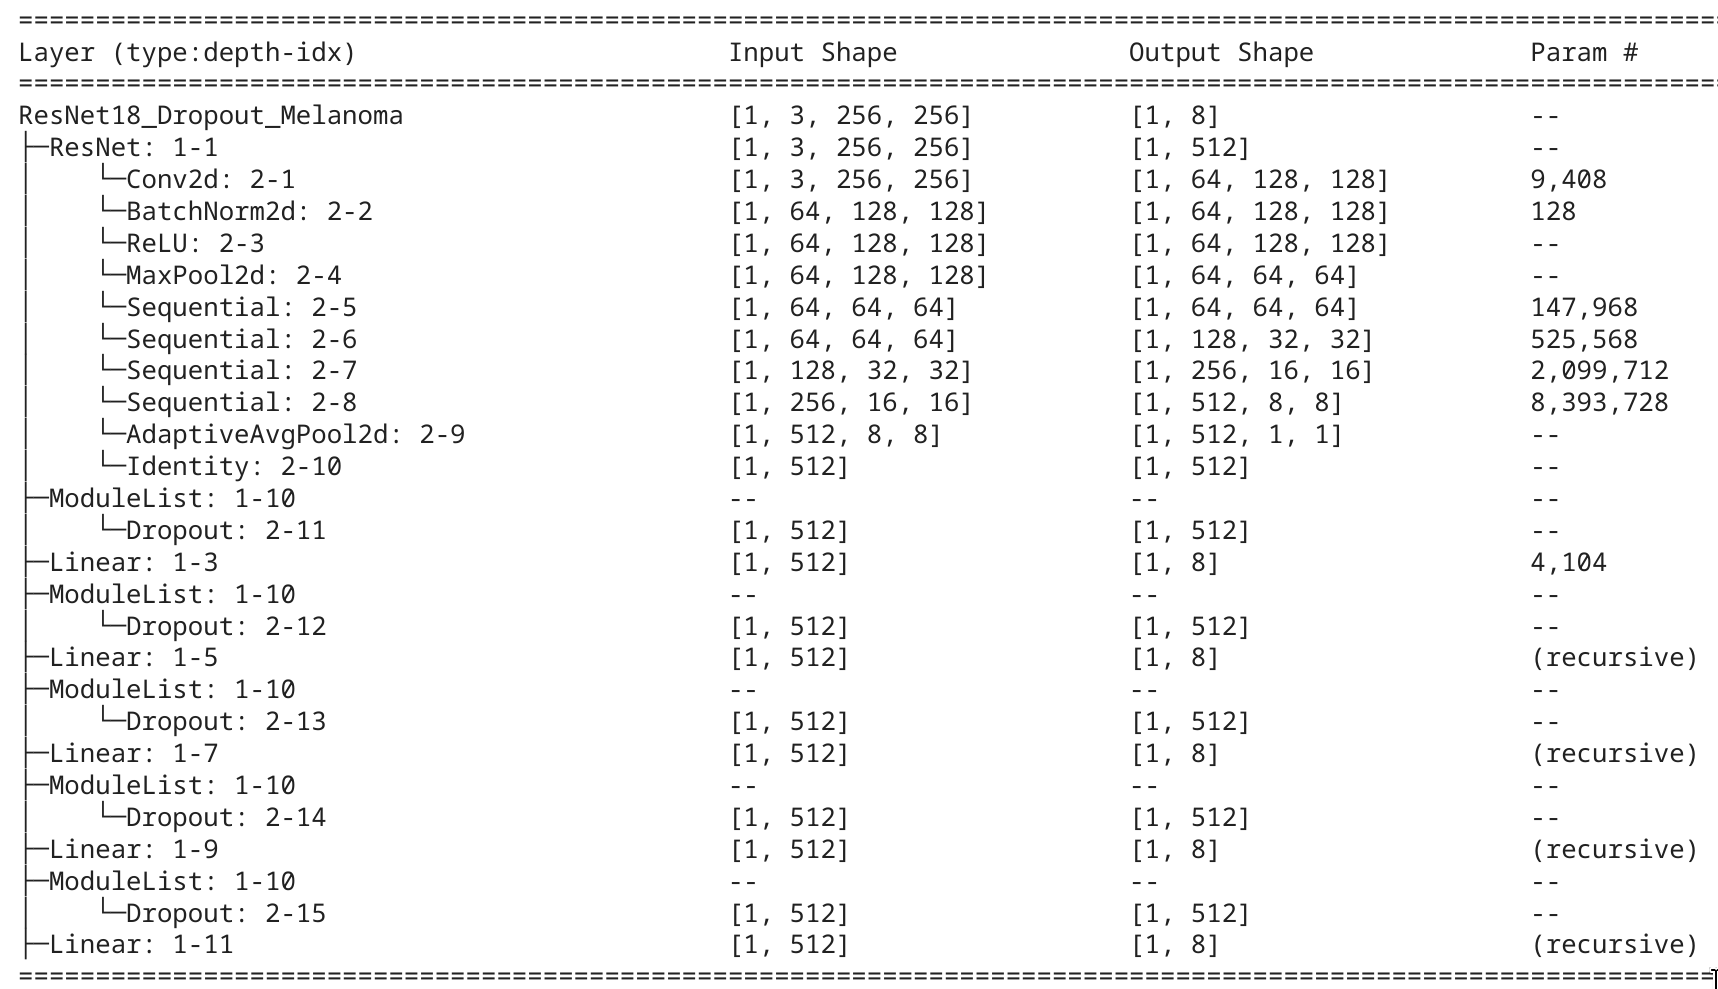 ==============================================================================================================
Layer (type:depth-idx)                        Input Shape               Output Shape              Param #
==============================================================================================================
ResNet18_Dropout_Melanoma                     [1, 3, 256, 256]          [1, 8]                    --
├─ResNet: 1-1                                 [1, 3, 256, 256]          [1, 512]                  --
│    └─Conv2d: 2-1                            [1, 3, 256, 256]          [1, 64, 128, 128]         9,408
│    └─BatchNorm2d: 2-2                       [1, 64, 128, 128]         [1, 64, 128, 128]         128
│    └─ReLU: 2-3                              [1, 64, 128, 128]         [1, 64, 128, 128]         --
│    └─MaxPool2d: 2-4                         [1, 64, 128, 128]         [1, 64, 64, 64]           --
│    └─Sequential: 2-5                        [1, 64, 64, 64]           [1, 64, 64, 64]           147,968
│    └─Sequential: 2-6                        [1, 64, 64, 64]           [1, 128, 32, 32]          525,568
│    └─Sequential: 2-7                        [1, 128, 32, 32]          [1, 256, 16, 16]          2,099,712
│    └─Sequential: 2-8                        [1, 256, 16, 16]          [1, 512, 8, 8]            8,393,728
│    └─AdaptiveAvgPool2d: 2-9                 [1, 512, 8, 8]            [1, 512, 1, 1]            --
│    └─Identity: 2-10                         [1, 512]                  [1, 512]                  --
├─ModuleList: 1-10                            --                        --                        --
│    └─Dropout: 2-11                          [1, 512]                  [1, 512]                  --
├─Linear: 1-3                                 [1, 512]                  [1, 8]                    4,104
├─ModuleList: 1-10                            --                        --                        --
│    └─Dropout: 2-12                          [1, 512]                  [1, 512]                  --
├─Linear: 1-5                                 [1, 512]                  [1, 8]                    (recursive)
├─ModuleList: 1-10                            --                        --                        --
│    └─Dropout: 2-13                          [1, 512]                  [1, 512]                  --
├─Linear: 1-7                                 [1, 512]                  [1, 8]                    (recursive)
├─ModuleList: 1-10                            --                        --                        --
│    └─Dropout: 2-14                          [1, 512]                  [1, 512]                  --
├─Linear: 1-9                                 [1, 512]                  [1, 8]                    (recursive)
├─ModuleList: 1-10                            --                        --                        --
│    └─Dropout: 2-15                          [1, 512]                  [1, 512]                  --
├─Linear: 1-11                                [1, 512]                  [1, 8]                    (recursive)
==============================================================================================================